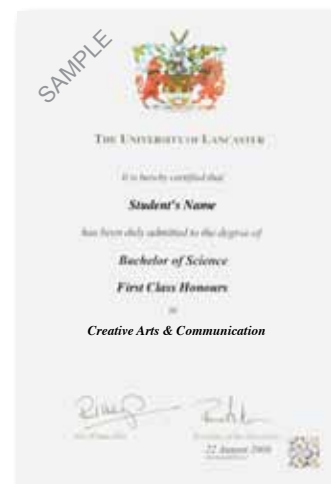 SAMPLE
THE UNIVERSITY OF LANCASTER
It is hereby certified that
Student's Name
has been duly admitted to the degree of
Bachelor of Science
First Class Honours
in
Creative Arts & Communication
22 August 2008